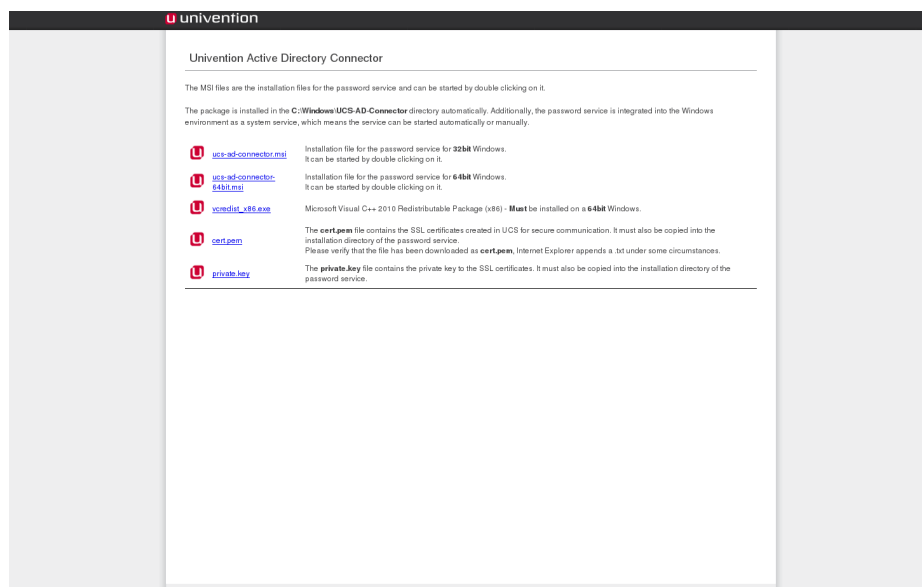 univention
Univention Active Directory Connector
The MSI files are the installation files for the password service and can be started by double clicking on it.
The package is installed in the C:\Windows\UCS-AD-Connector directory automatically. Additionally, the password service is integrated into the Windows
environment as a system service, which means the service can be started automatically or manually.
ucs-ad-connector.msi
Installation file for the password service for 32bit Windows.
It can be started by double clicking on it.
ucs-ad-connector-
64bit.msi
Installation file for the password service for 64bit Windows.
It can be started by double clicking on it.
vcredist_x86.exe
Microsoft Visual C++ 2010 Redistributable Package (x86) - Must be installed on a 64bit Windows.
cert.pem
The cert.pem file contains the SSL certificates created in UCS for secure communication. It must also be copied into the
installation directory of the password service.
Please verify that the file has been downloaded as cert.pem, Internet Explorer appends a .txt under some circumstances.
private.key
The private.key file contains the private key to the SSL certificates. It must also be copied into the installation directory of the
password service.